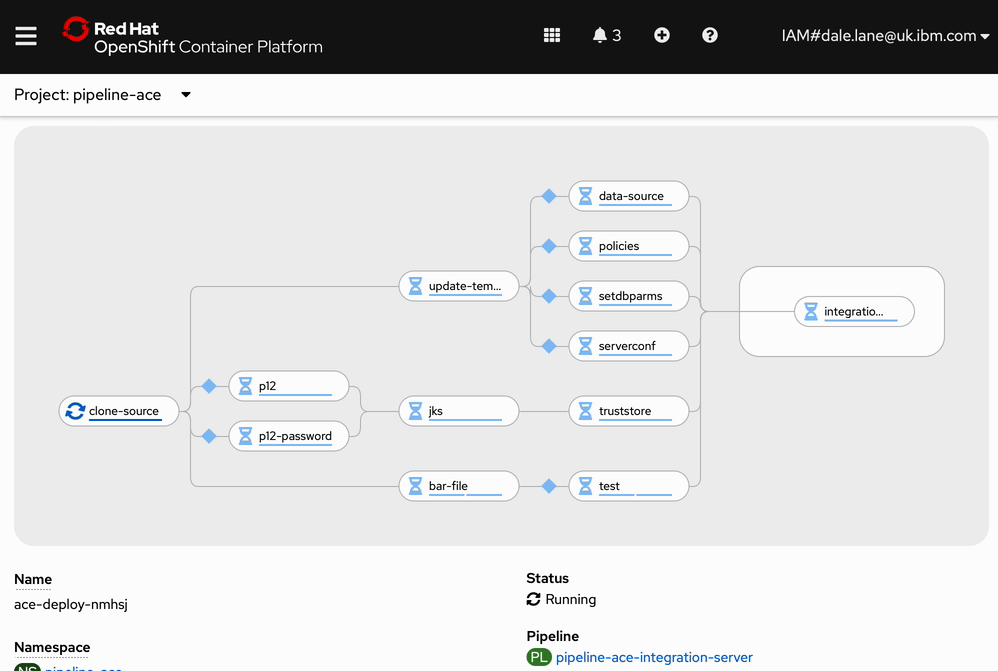 Red Hat
OpenShift Container Platform
3
IAM#dale.lane@uk.ibm.com
Project: pipeline-ace
data-source
policies
update-tem...
setdbparms
integratio...
serverconf
p12
clone-source
jks
truststore
p12-password
bar-file
test
Name
ace-deploy-nmhsj
Namespace
NS pipeline-ace
Status
Running
Pipeline
PL pipeline-ace-integration-server